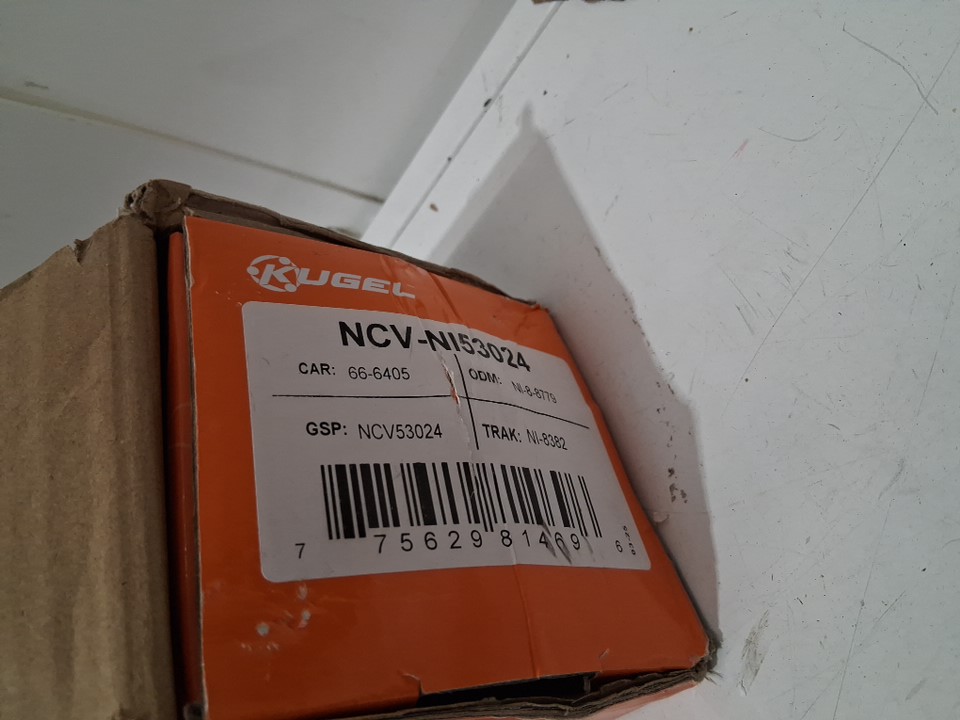 KUGEL
NCV-NI53024
CAR: 66-6405 ODM: NI-8-8779
GSP: NCV53024 TRAK: NI-8382
7 75629 81469 6